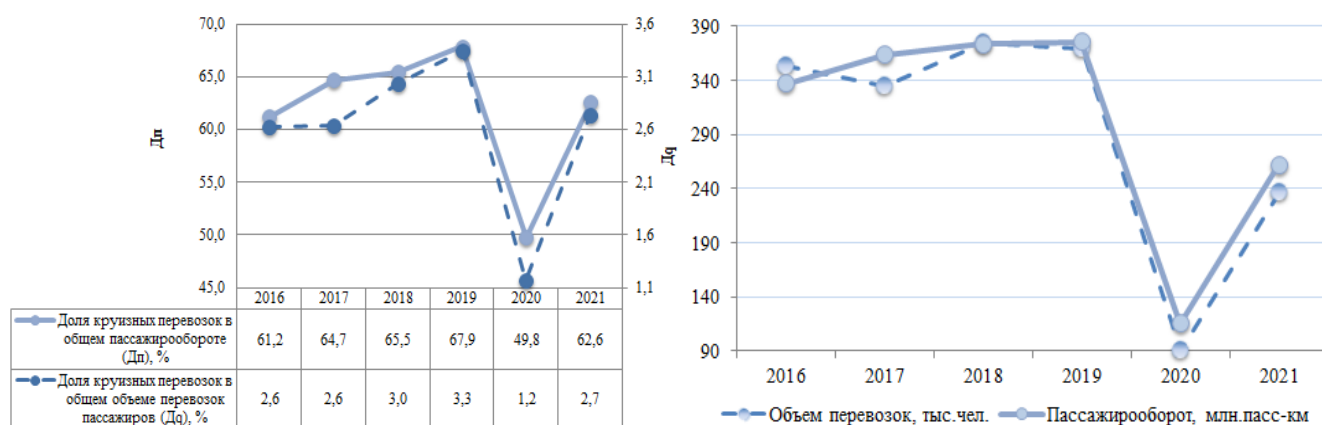 70,0
65,0
60,0
55,0
50,0
45,0
Дп
3,6
3,1
2,6
2,1
1,6
1,1
Дq
2016 2017 2018 2019 2020 2021
Доля круизных перевозок в
общем пассажирообороте
(Дп), %
61,2 64,7 65,5 67,9 49,8 62,6
Доля круизных перевозок в
общем объеме перевозок
пассажиров (Дq), %
2,6 2,6 3,0 3,3 1,2 2,7
390
340
290
240
190
140
90
2016 2017 2018 2019 2020 2021
Объем перевозок, тыс.чел. Пассажирооборот, млн.пасс-км